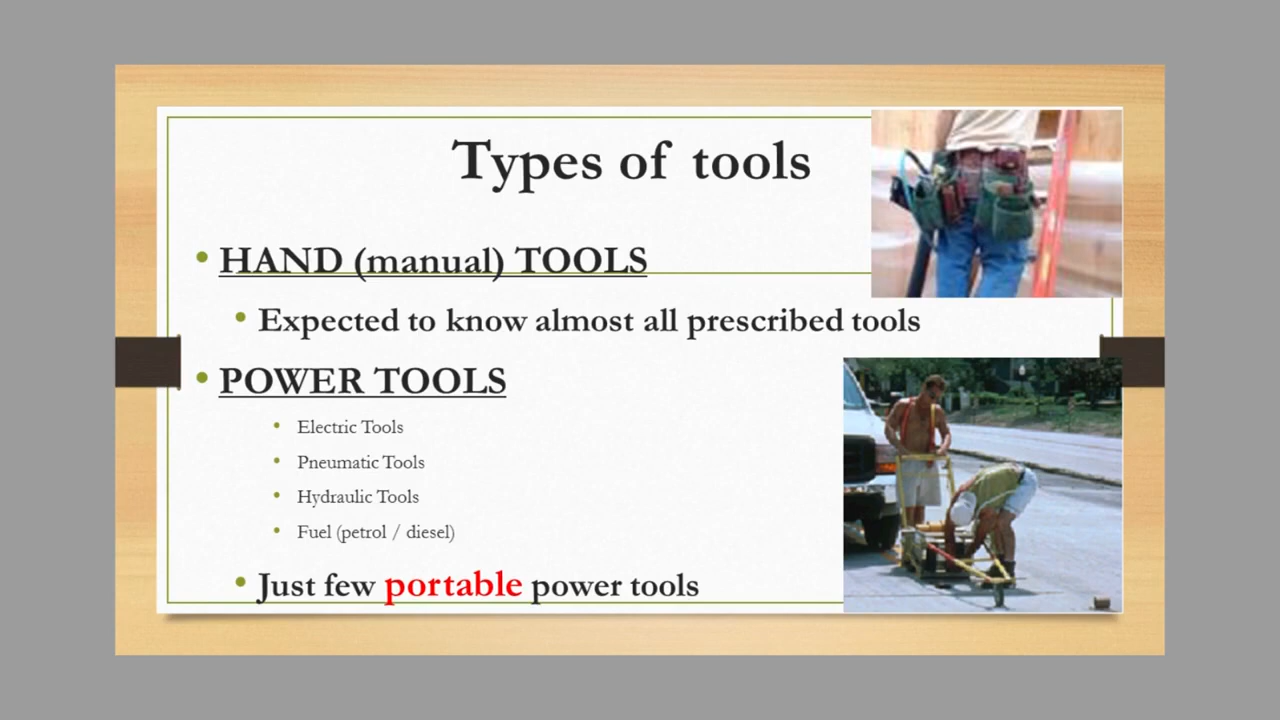 Types of tools
HAND (manual) TOOLS
Expected to know almost all prescribed tools
POWER TOOLS
Electric Tools
Pneumatic Tools
Hydraulic Tools
Fuel (petrol / diesel)
Just few portable power tools